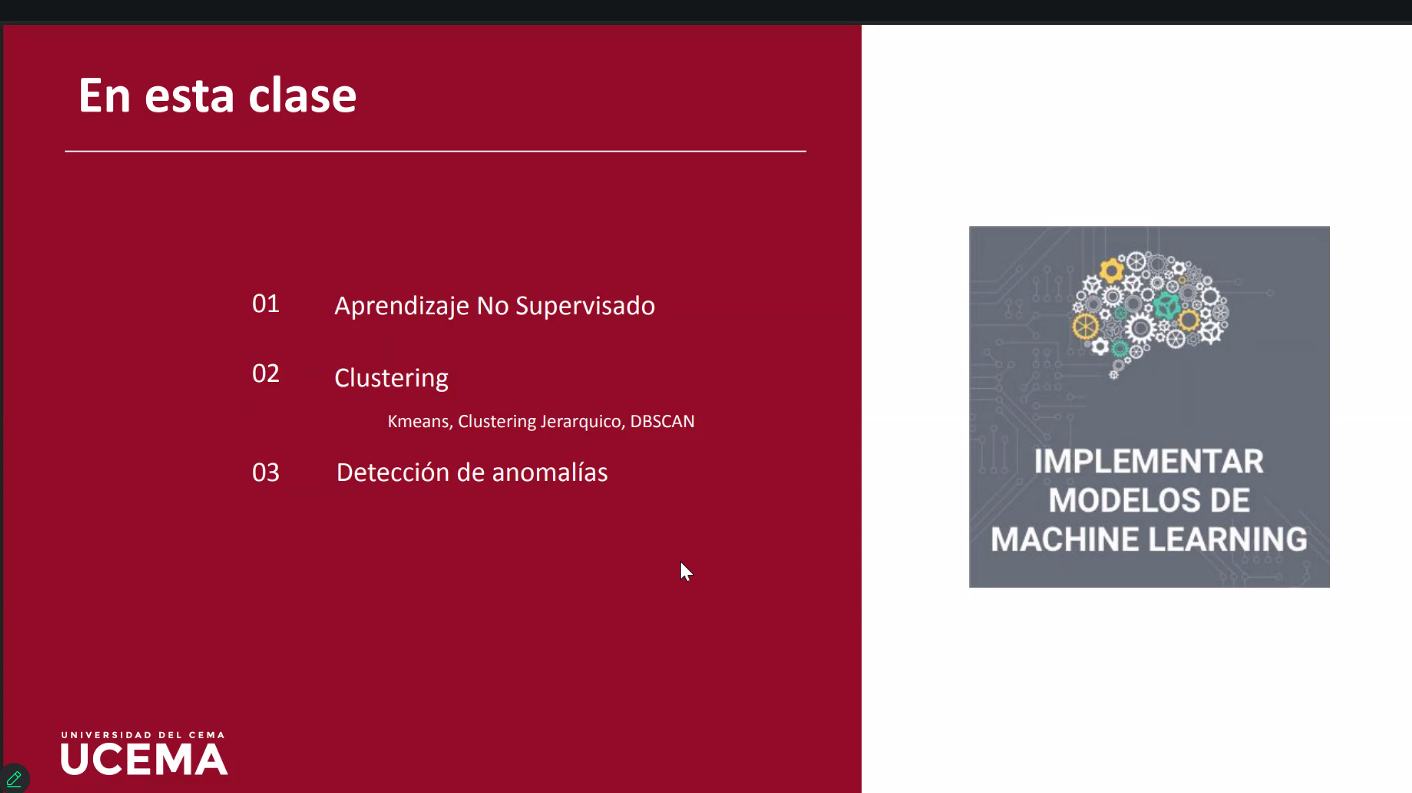 En esta clase
01 Aprendizaje No Supervisado
02 Clustering
Kmeans, Clustering Jerarquico, DBSCAN
03 Detección de anomalías
IMPLEMENTAR
MODELOS DE
MACHINE LEARNING
UNIVERSIDAD DEL CEMA
UCEMA